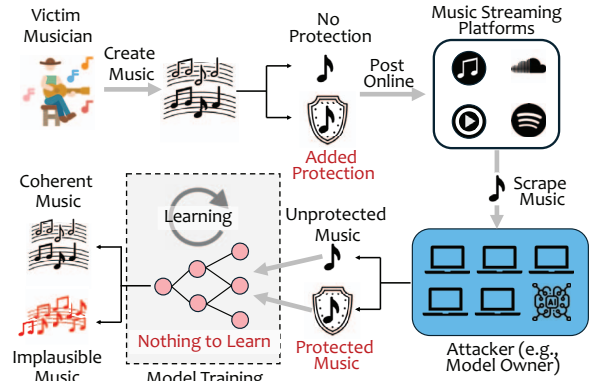 Victim
Musician
Create
Music
No
Protection
Added
Protection
Post
Online
Music Streaming
Platforms
Scrape
Music
Coherent
Music
Learning
Unprotected
Music
AI
Nothing to Learn
Protected
Music
Implausible
Music
Model Training
Attacker (e.g.,
Model Owner)